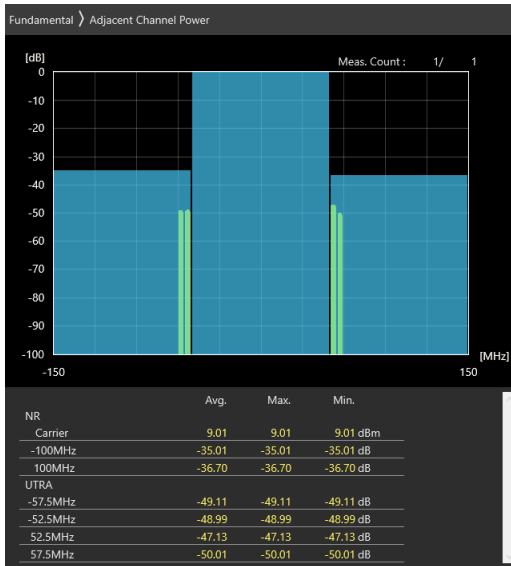 Fundamental 〉 Adjacent Channel Power
[dB]
Meas. Count : 1/ 1
0
-10
-20
-30
-40
-50
-60
-70
-80
-90
-100
[MHz]
-150 150
Avg. Max. Min.
NR
Carrier 9.01 9.01 9.01 dBm
-100MHz -35.01 -35.01 -35.01 dB
100MHz -36.70 -36.70 -36.70 dB
UTRA
-57.5MHz -49.11 -49.11 -49.11 dB
-52.5MHz -48.99 -48.99 -48.99 dB
52.5MHz -47.13 -47.13 -47.13 dB
57.5MHz -50.01 -50.01 -50.01 dB